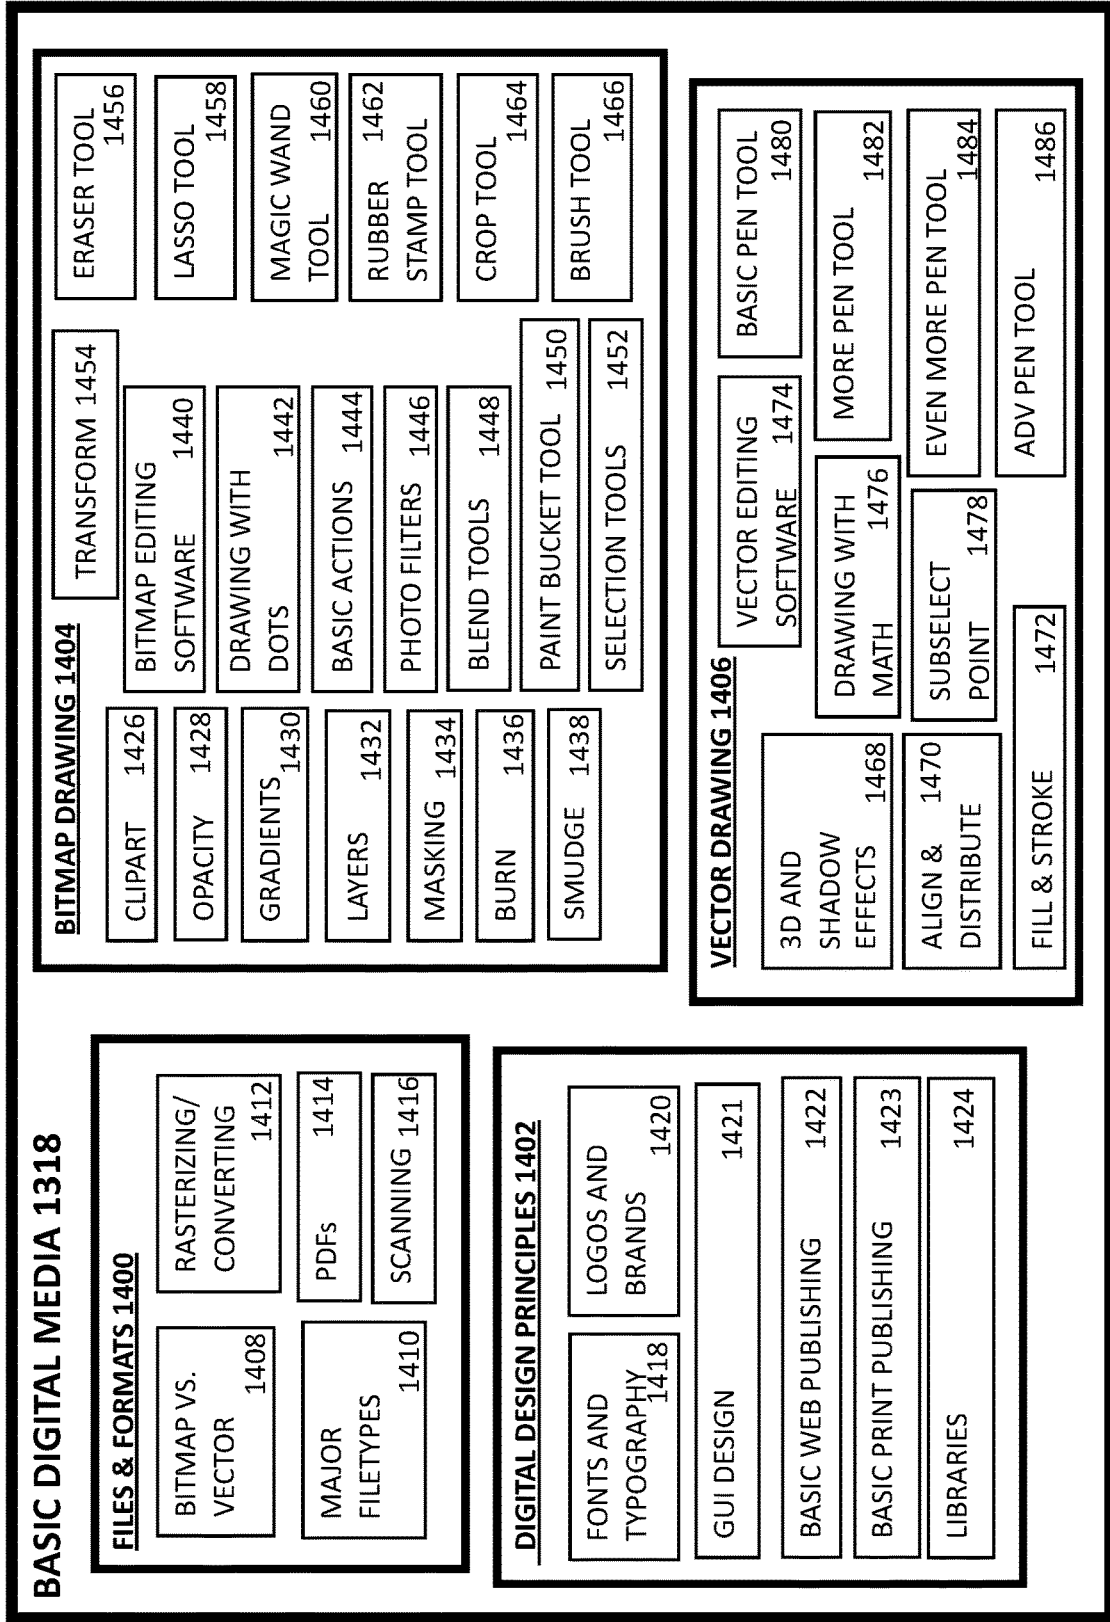 BASIC DIGITAL MEDIA 1318
FILES & FORMATS 1400
BITMAP VS.
VECTOR 1408
MAJOR
FILETYPES 1410
RASTERIZING/
CONVERTING
1412
PDFs 1414
SCANNING 1416
DIGITAL DESIGN PRINCIPLES 1402
FONTS AND
TYPOGRAPHY
1418
LOGOS AND
BRANDS 1420
GUI DESIGN 1421
BASIC WEB PUBLISHING 1422
BASIC PRINT PUBLISHING 1423
LIBRARIES 1424
BITMAP DRAWING 1404
CLIPART 1426
OPACITY 1428
GRADIENTS
1430
LAYERS 1432
MASKING 1434
BURN 1436
SMUDGE 1438
TRANSFORM 1454
BITMAP EDITING
SOFTWARE 1440
DRAWING WITH
DOTS 1442
BASIC ACTIONS 1444
PHOTO FILTERS 1446
BLEND TOOLS 1448
PAINT BUCKET TOOL 1450
SELECTION TOOLS 1452
ERASER TOOL
1456
LASSO TOOL
1458
MAGIC WAND
TOOL 1460
RUBBER 1462
STAMP TOOL
CROP TOOL
1464
BRUSH TOOL
1466
VECTOR DRAWING 1406
3D AND
SHADOW
EFFECTS 1468
ALIGN & 1470
DISTRIBUTE
FILL & STROKE 1472
VECTOR EDITING
SOFTWARE 1474
DRAWING WITH
MATH 1476
SUBSELECT
POINT 1478
BASIC PEN TOOL
1480
MORE PEN TOOL
1482
EVEN MORE PEN TOOL
1484
ADV PEN TOOL 1486